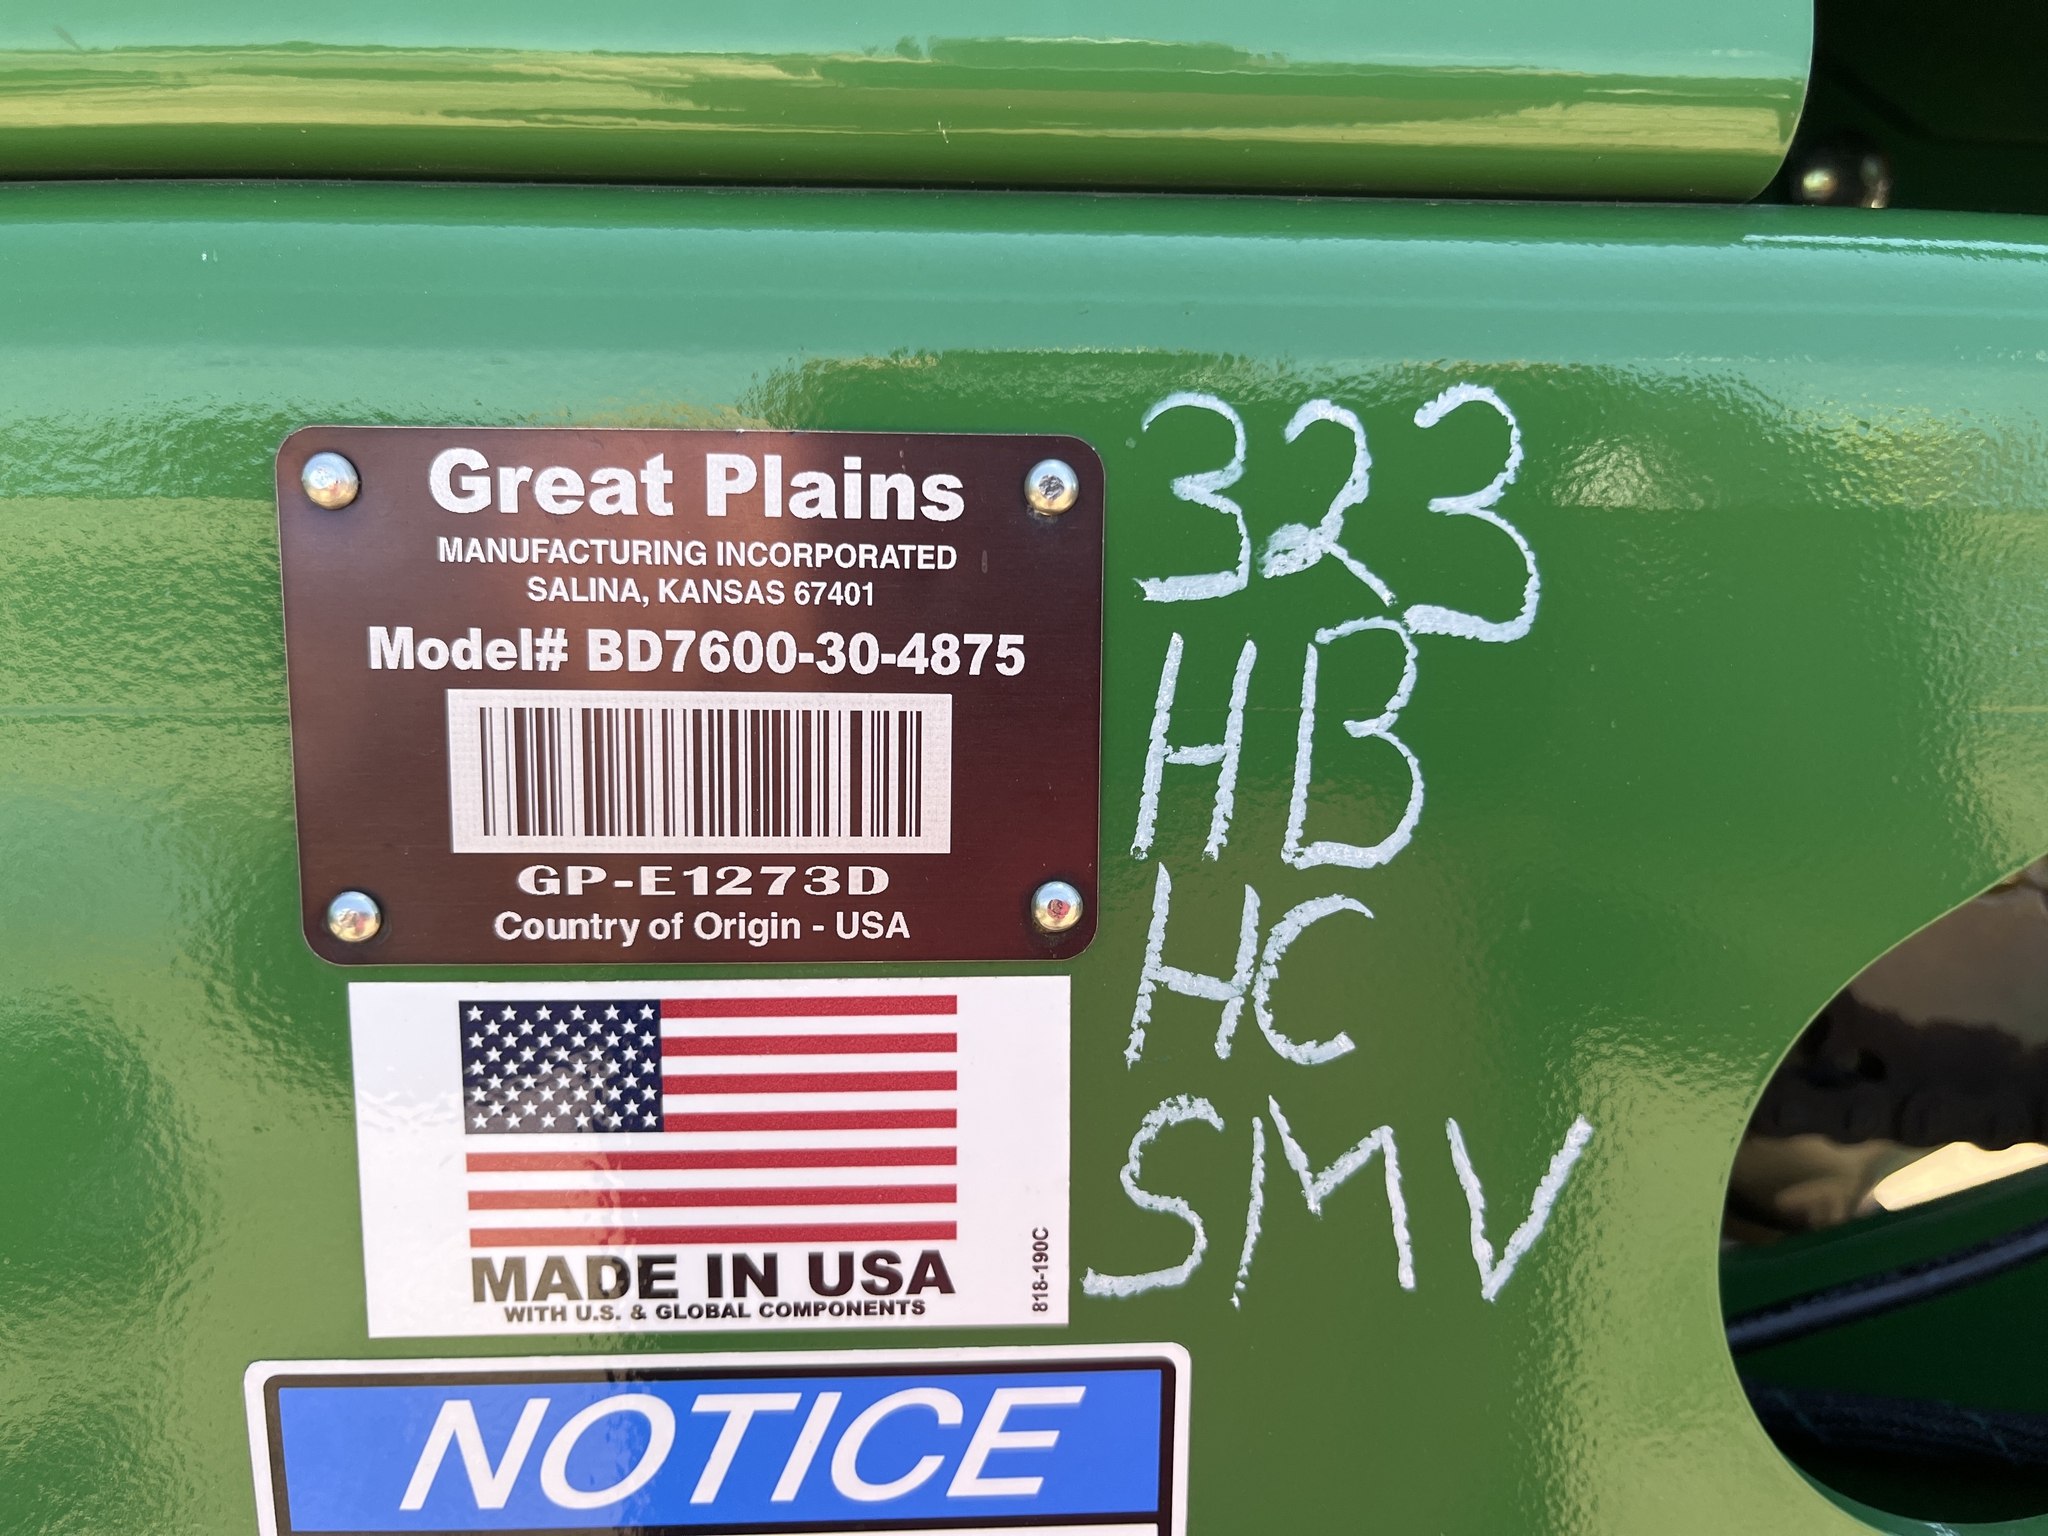 Great Plains
MANUFACTURING INCORPORATED
SALINA, KANSAS 67401
Model# BD7600-30-4875
GP-E1273D
Country of Origin - USA
323
HB
HC
SMV
MADE IN USA
WITH U.S. & GLOBAL COMPONENTS
818-190C
NOTICE